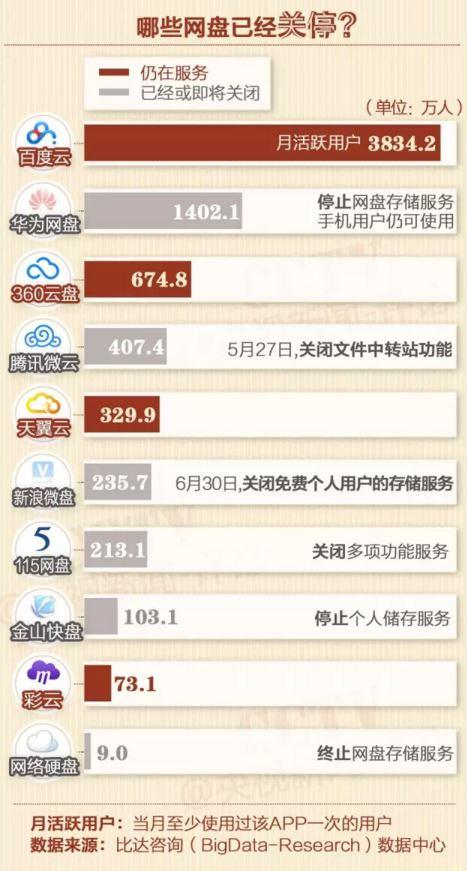 哪些网盘已经关停?
仍在服务
已经或即将关闭
(单位: 万人)
百度云
月活跃用户 3834.2
华为网盘
1402.1
停止网盘存储服务
手机用户仍可使用
360云盘
674.8
腾讯微云
407.4
5月27日,关闭文件中转站功能
天翼云
329.9
新浪微盘
235.7
6月30日,关闭免费个人用户的存储服务
115网盘
5
213.1
关闭多项功能服务
金山快盘
103.1
停止个人储存服务
彩云
m
73.1
网络硬盘
9.0
终止网盘存储服务
月活跃用户: 当月至少使用过该APP一次的用户
数据来源: 比达咨询(BigData-Research)数据中心